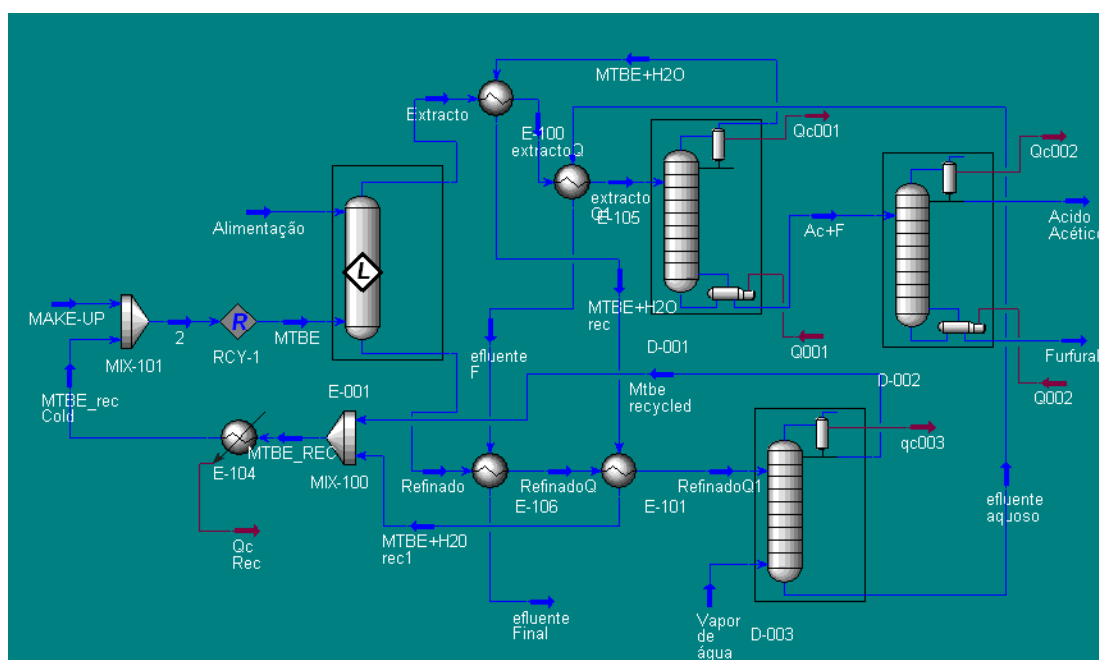 MTBE+H2O
Extracto
E-100
extractoQ
Qc001
Qc002
extracto
Q1
E-105
Alimentação
Ac+F
Acido
Acético
MAKE-UP
2
MIX-101
RCY-1
MTBE
L
R
MTBE+H2O
rec
Q001
D-001
Furfural
efluente
F
E-001
Mtbe
recycled
D-002
Q002
MTBE_rec
Cold
MTBE_REC
E-104
MIX-100
qc003
Refinado
RefinadoQ
RefinadoQ1
E-106
E-101
efluente
aquoso
Qc
Rec
MTBE+H20
rec1
efluente
Final
Vapor
de
água
D-003